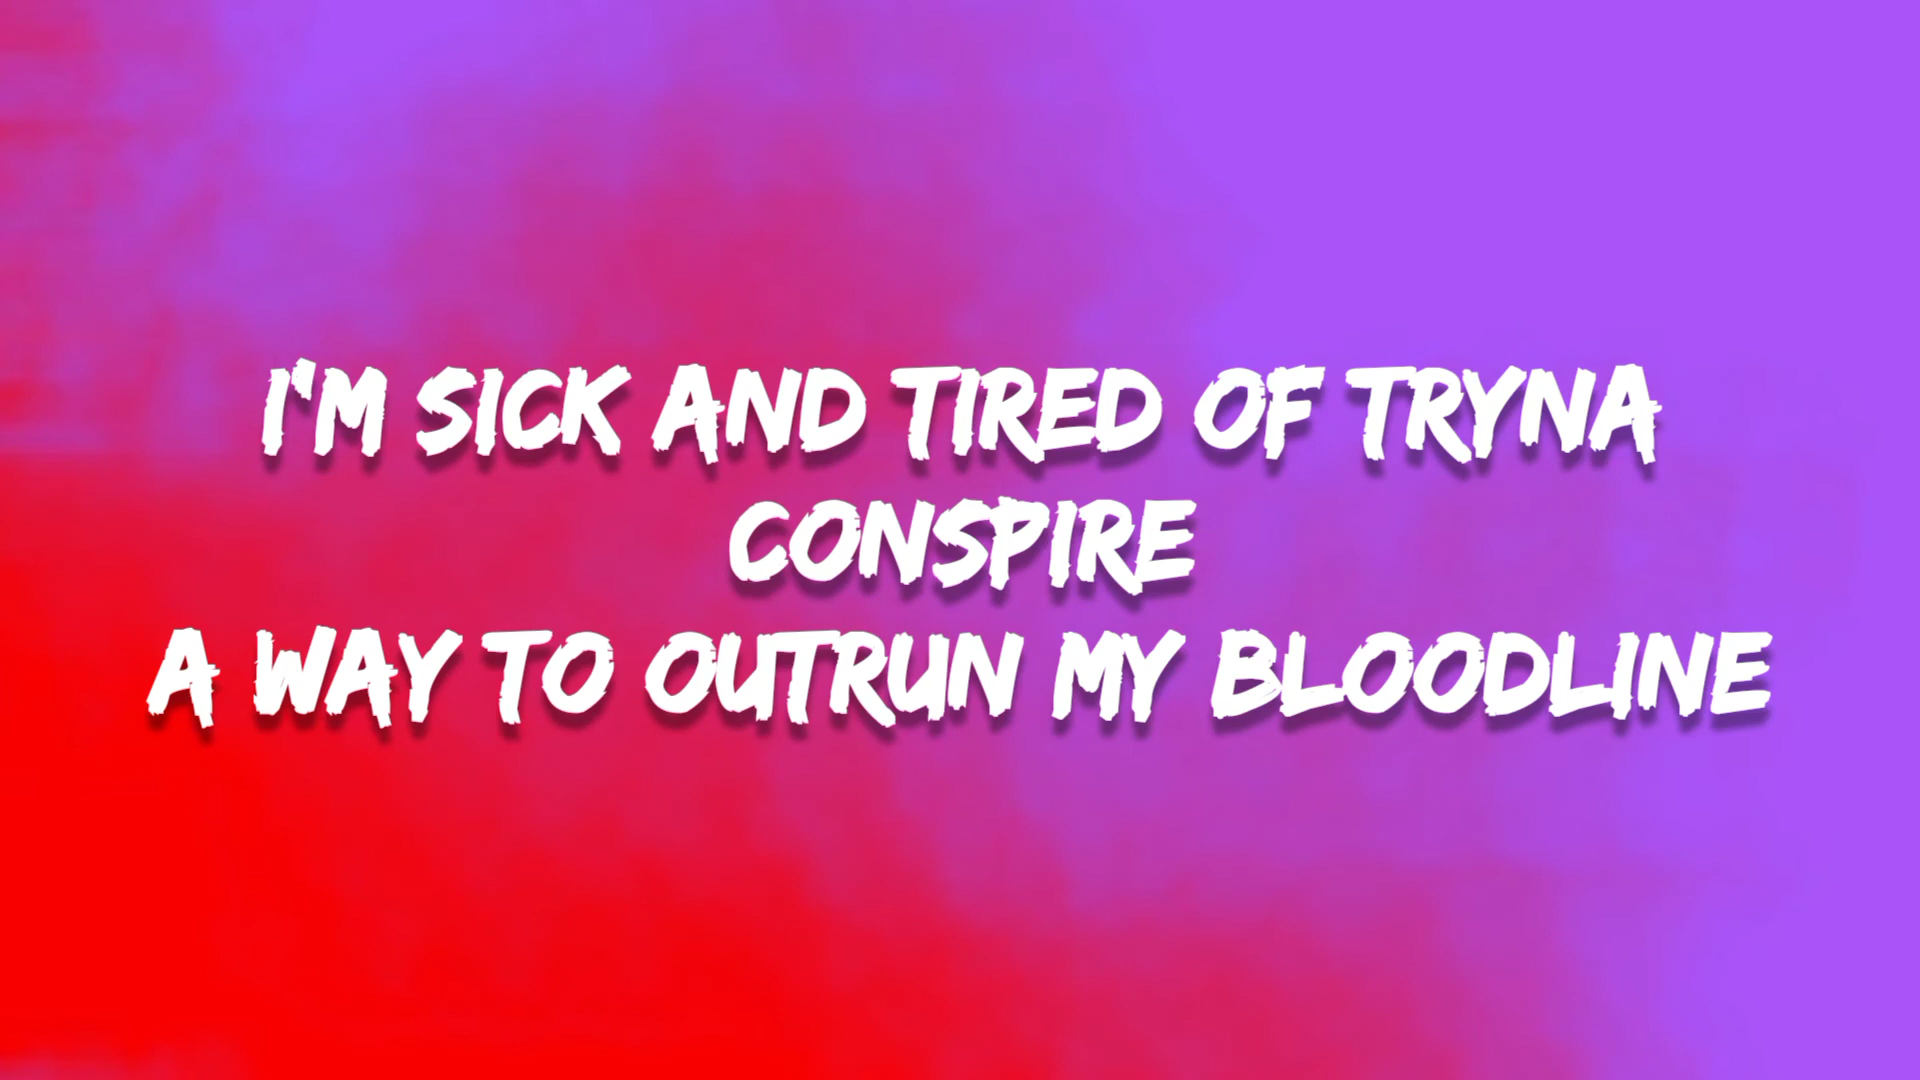 I'M SICK AND TIRED OF TRYNA
CONSPIRE
A WAY TO OUTRUN MY BLOODLINE